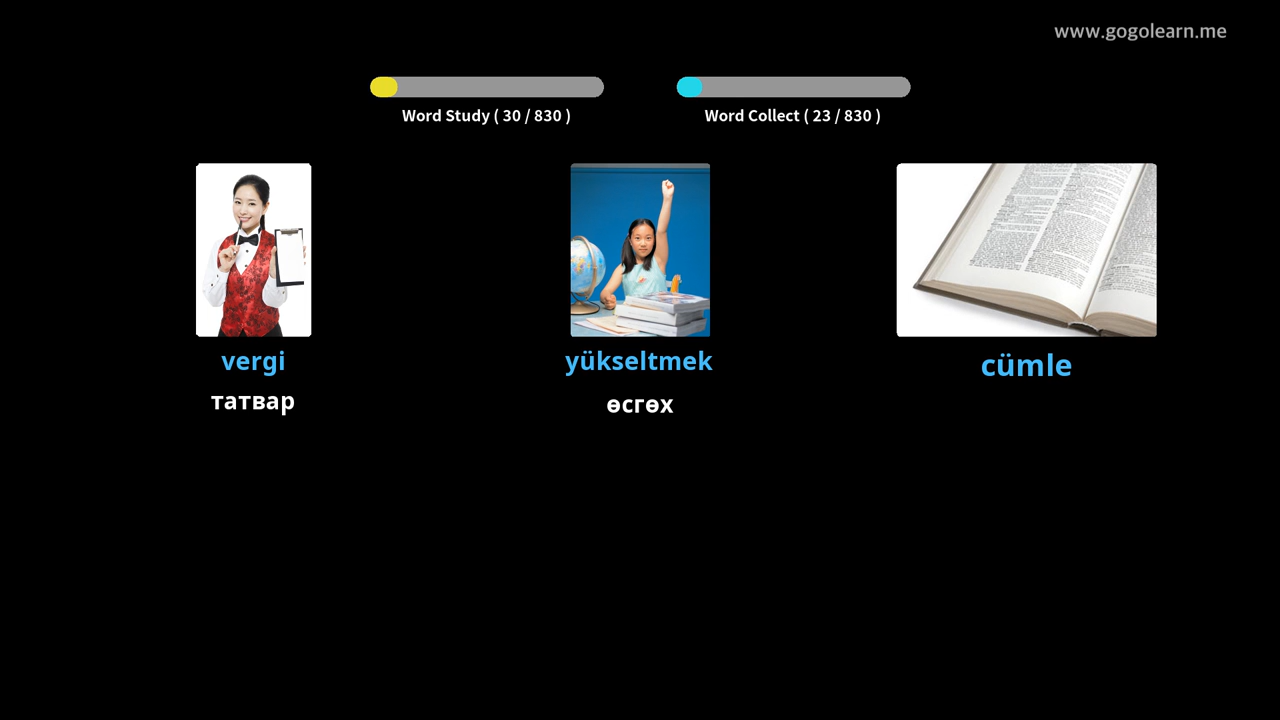 www.gogolearn.me
Word Study ( 30 / 830 )
Word Collect ( 23 / 830 )
vergi
yükseltmek
cümle
татвар
өсгөх